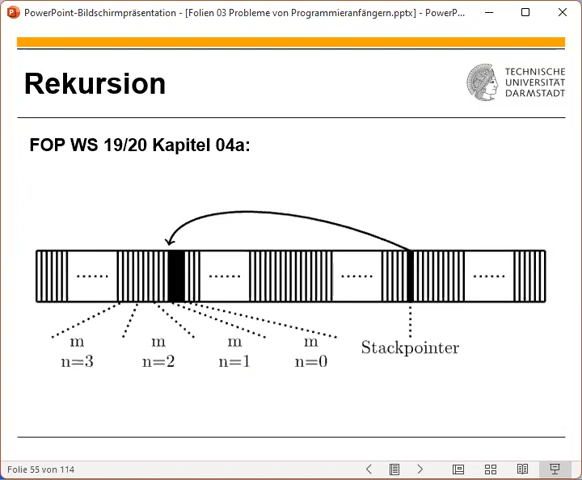 PowerPoint-Bildschirmpräsentation - [Folien 03 Probleme von Programmieranfängern.pptx] - PowerP...
Rekursion
TECHNISCHE
UNIVERSITÄT
DARMSTADT
FOP WS 19/20 Kapitel 04a:
...... ...... ...... ......
m m m m Stackpointer
n=3 n=2 n=1 n=0
Folie 55 von 114